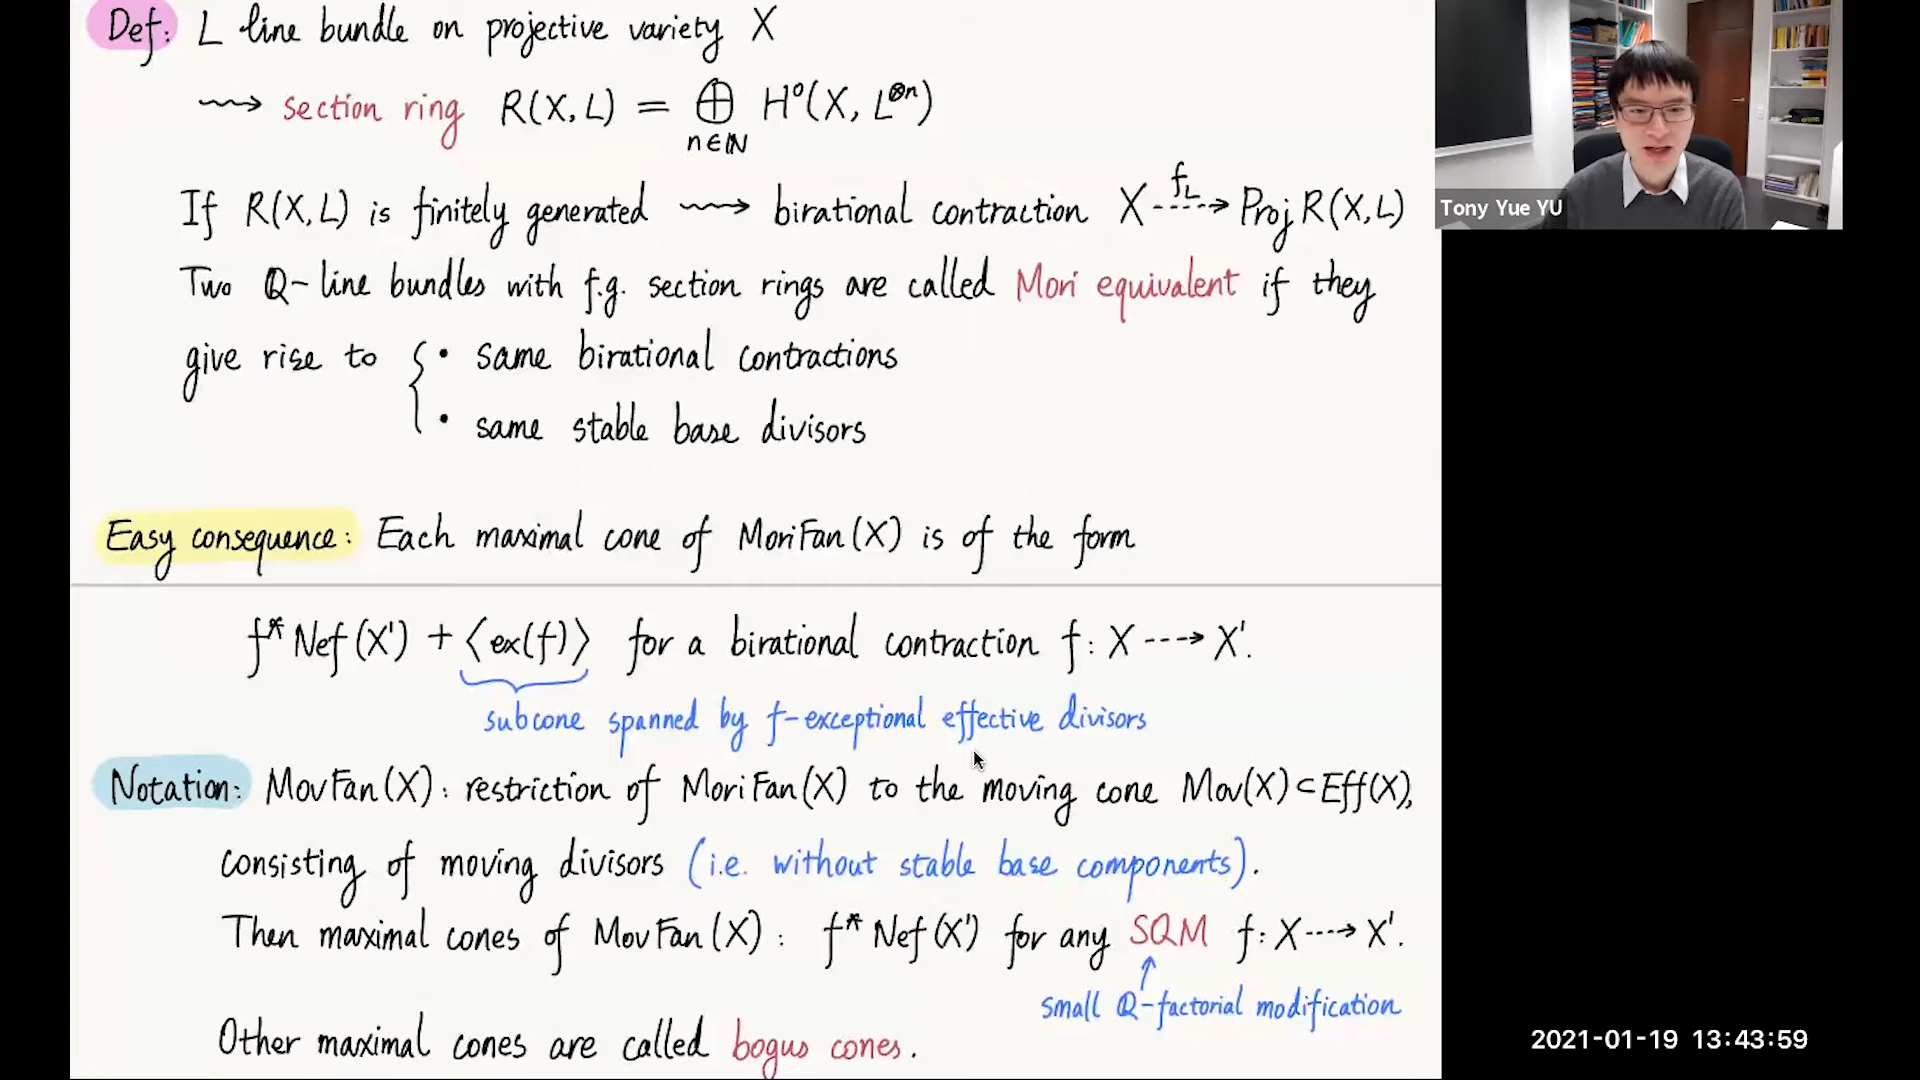 Def: L line bundle on projective variety X
⇝ section ring R(X,L) = ⊕_{n∈ℕ} H⁰(X, L^{⊗n})
If R(X,L) is finitely generated ⇝ birational contraction X --f_L--> Proj R(X,L)
Two Q-line bundles with f.g. section rings are called Mori equivalent if they
give rise to { • same birational contractions
• same stable base divisors
Easy consequence: Each maximal cone of MoriFan(X) is of the form
f* Nef(X') + ⟨ex(f)⟩ for a birational contraction f: X ⇢ X'.
subcone spanned by f-exceptional effective divisors
Notation: MovFan(X): restriction of MoriFan(X) to the moving cone Mov(X) ⊂ Eff(X),
consisting of moving divisors (i.e. without stable base components).
Then maximal cones of MovFan(X): f* Nef(X') for any SQM f: X ⇢ X'.
↑
small Q-factorial modification
Other maximal cones are called bogus cones.
Tony Yue YU
2021-01-19 13:43:59